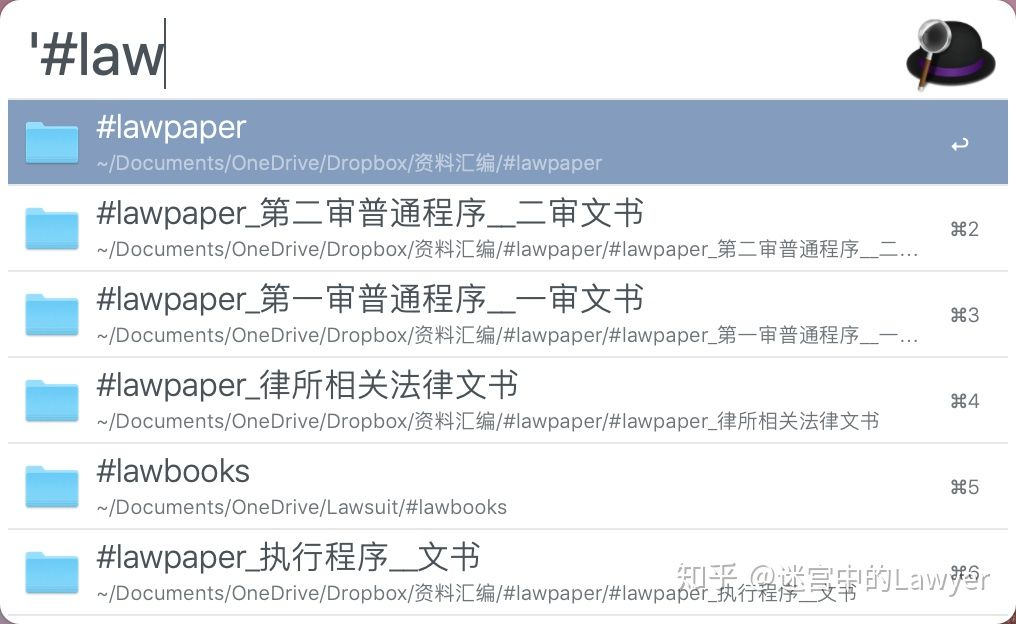 '#law
#lawpaper
~/Documents/OneDrive/Dropbox/资料汇编/#lawpaper
#lawpaper_第二审普通程序__二审文书
~/Documents/OneDrive/Dropbox/资料汇编/#lawpaper/#lawpaper_第二审普通程序__二...
⌘2
#lawpaper_第一审普通程序__一审文书
~/Documents/OneDrive/Dropbox/资料汇编/#lawpaper/#lawpaper_第一审普通程序__一...
⌘3
#lawpaper_律所相关法律文书
~/Documents/OneDrive/Dropbox/资料汇编/#lawpaper/#lawpaper_律所相关法律文书
⌘4
#lawbooks
~/Documents/OneDrive/Lawsuit/#lawbooks
⌘5
#lawpaper_执行程序__文书
~/Documents/OneDrive/Dropbox/资料汇编/#lawpaper/#lawpaper_执行程序__文书
⌘6
知乎 @迷宫中的Lawyer